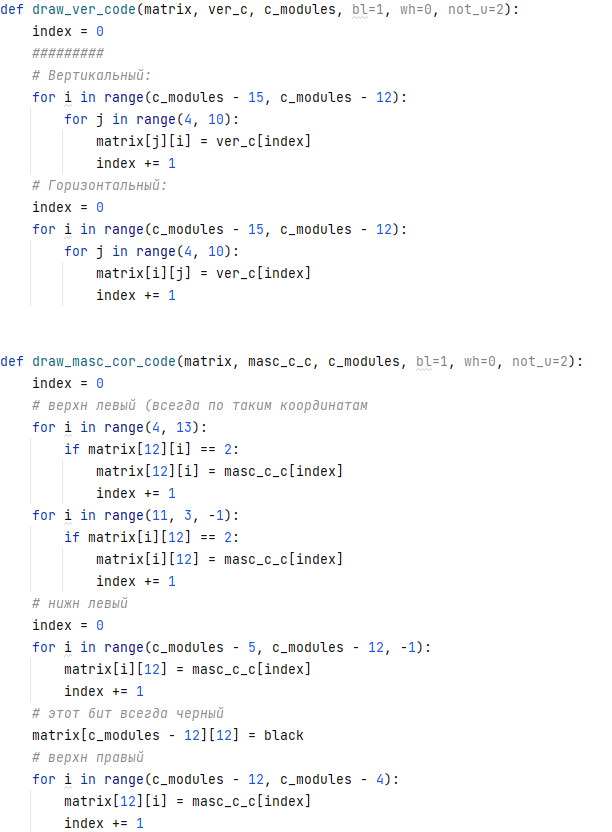 def draw_ver_code(matrix, ver_c, c_modules, bl=1, wh=0, not_u=2):
    index = 0
    #########
    # Вертикальный:
    for i in range(c_modules - 15, c_modules - 12):
        for j in range(4, 10):
            matrix[j][i] = ver_c[index]
            index += 1
    # Горизонтальный:
    index = 0
    for i in range(c_modules - 15, c_modules - 12):
        for j in range(4, 10):
            matrix[i][j] = ver_c[index]
            index += 1
def draw_masc_cor_code(matrix, masc_c_c, c_modules, bl=1, wh=0, not_u=2):
    index = 0
    # верхн левый (всегда по таким координатам
    for i in range(4, 13):
        if matrix[12][i] == 2:
            matrix[12][i] = masc_c_c[index]
            index += 1
    for i in range(11, 3, -1):
        if matrix[i][12] == 2:
            matrix[i][12] = masc_c_c[index]
            index += 1
    # нижн левый
    index = 0
    for i in range(c_modules - 5, c_modules - 12, -1):
        matrix[i][12] = masc_c_c[index]
        index += 1
    # этот бит всегда черный
    matrix[c_modules - 12][12] = black
    # верхн правый
    for i in range(c_modules - 12, c_modules - 4):
        matrix[12][i] = masc_c_c[index]
        index += 1